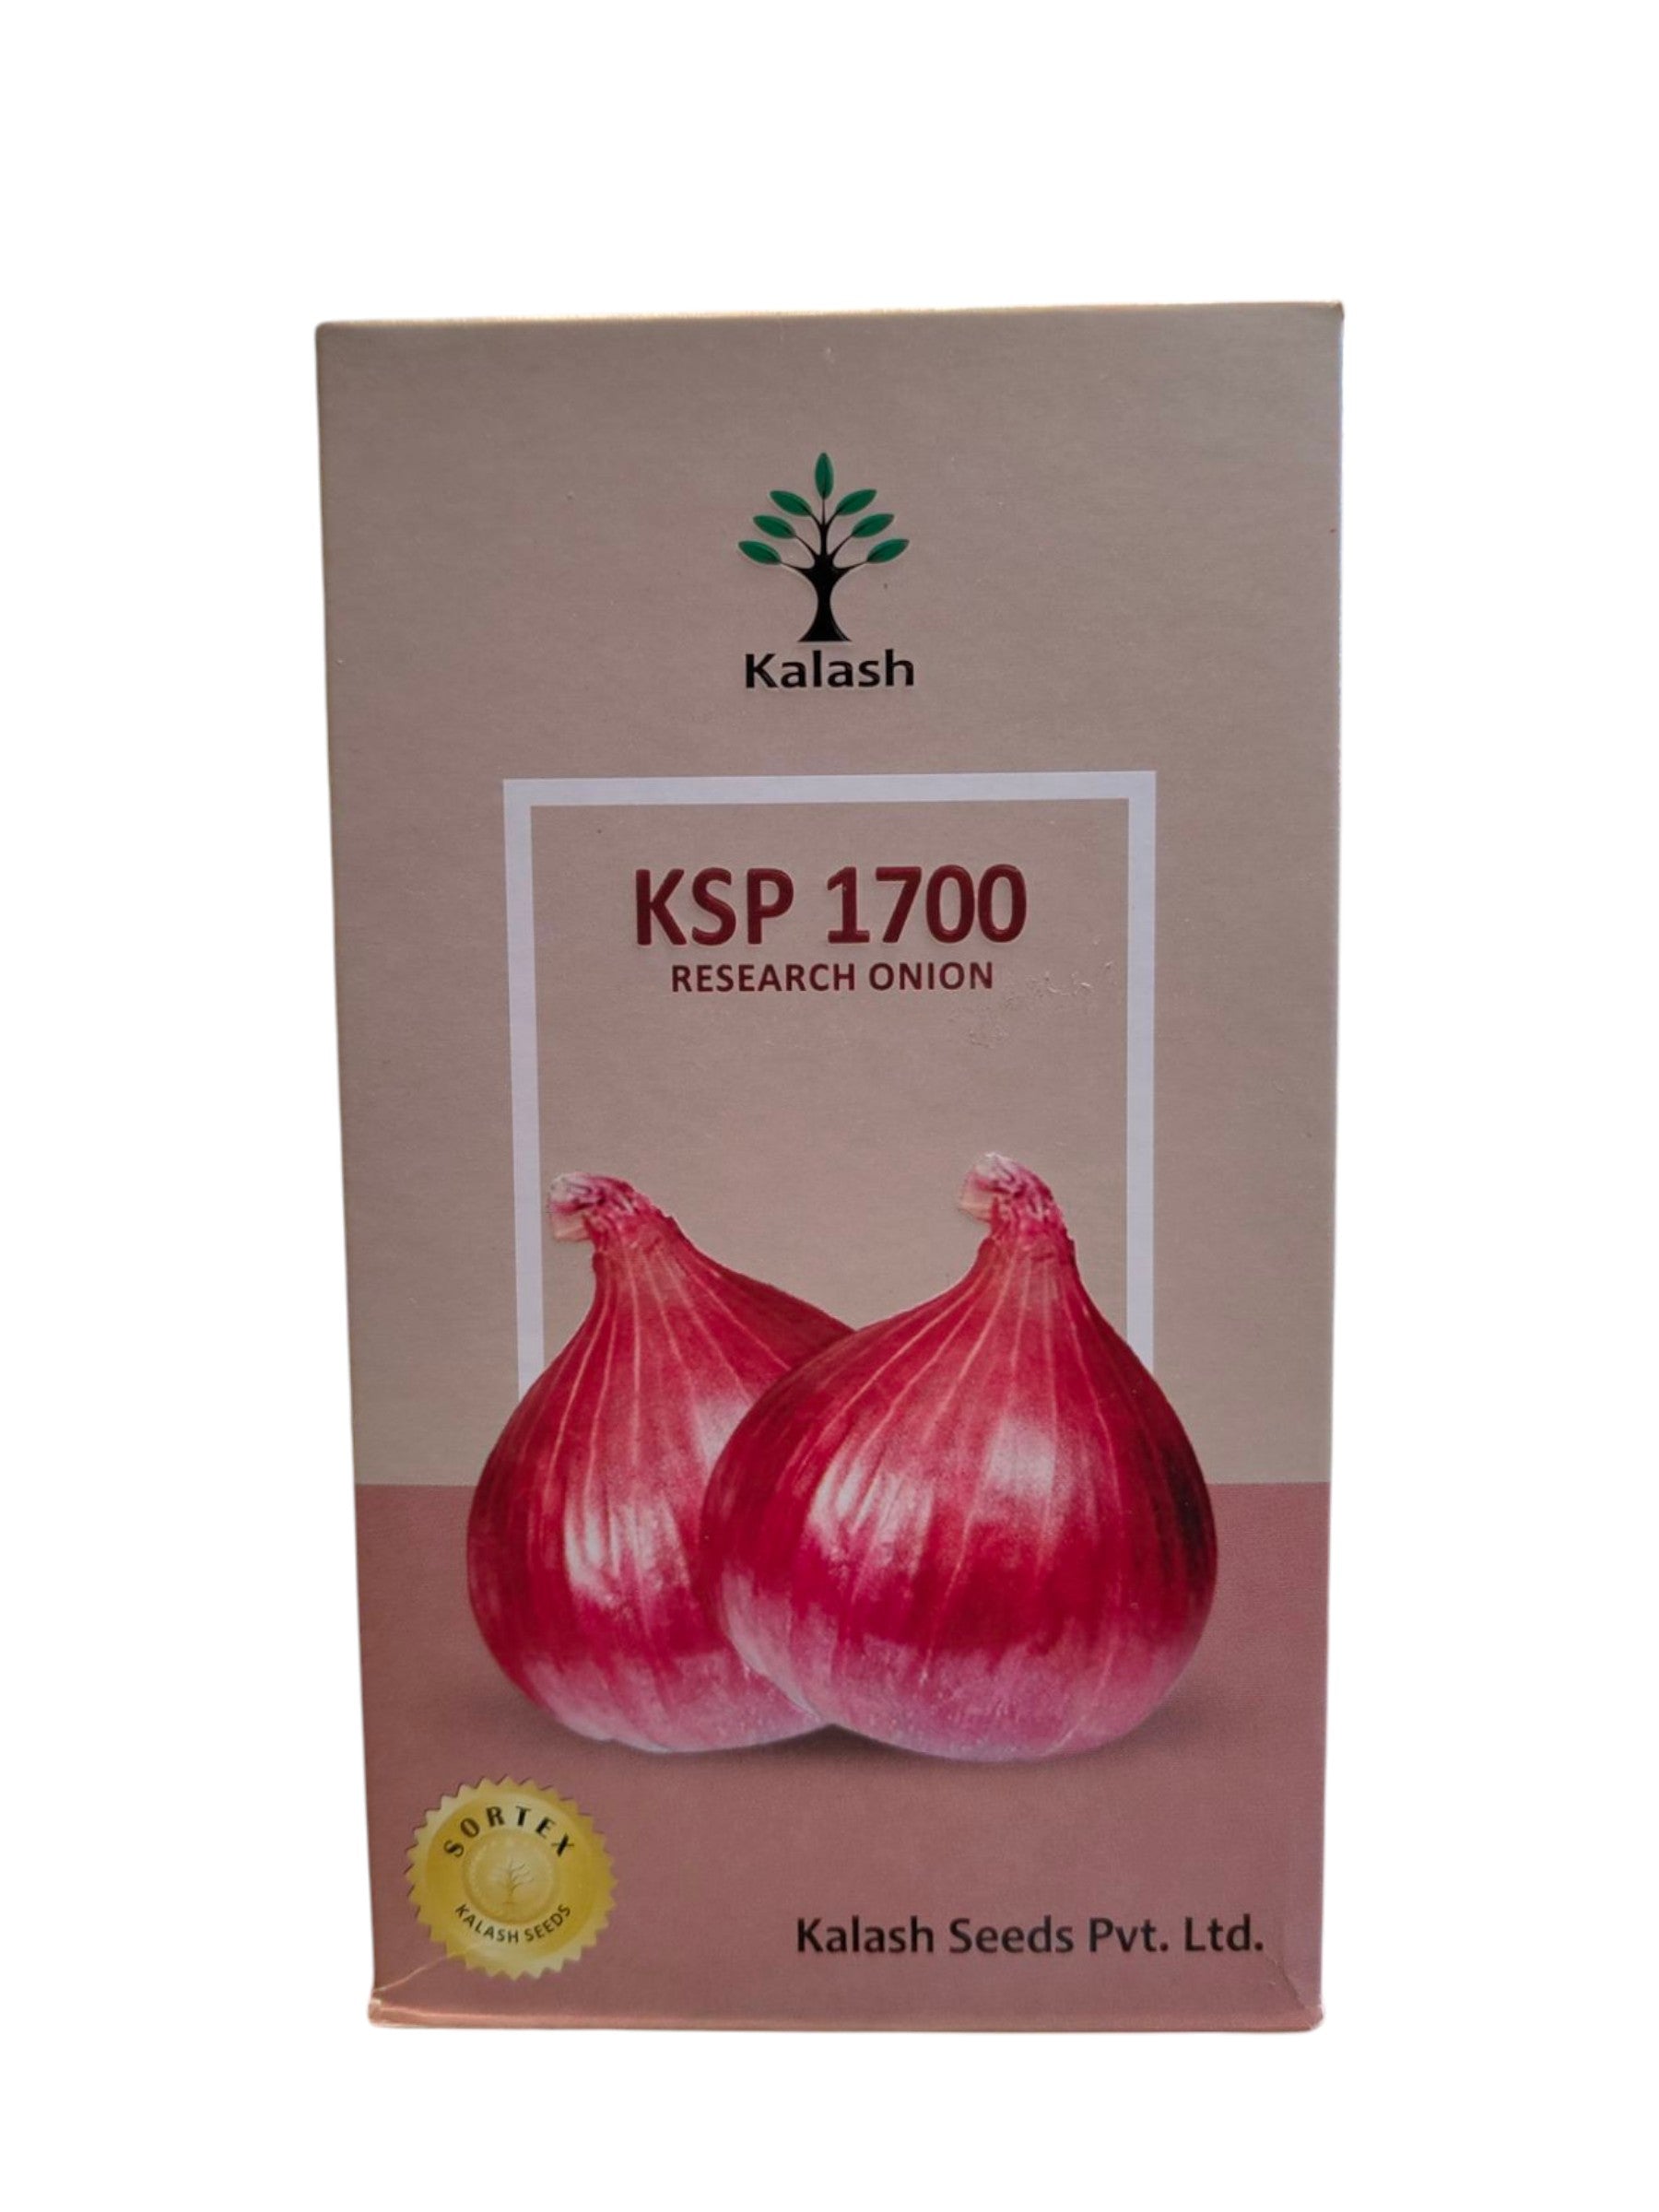 Kalash
KSP 1700
RESEARCH ONION
SORTEX
KALASH SEEDS
Kalash Seeds Pvt. Ltd.